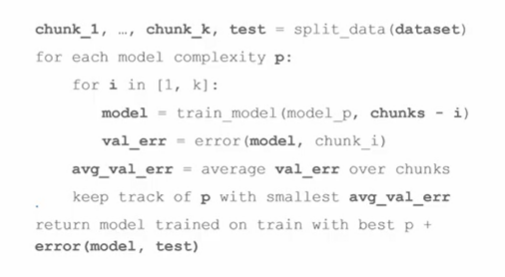 chunk_1, …, chunk_k, test = split_data(dataset)
for each model complexity p:
for i in [1, k]:
model = train_model(model_p, chunks - i)
val_err = error(model, chunk_i)
avg_val_err = average val_err over chunks
keep track of p with smallest avg_val_err
return model trained on train with best p +
error(model, test)